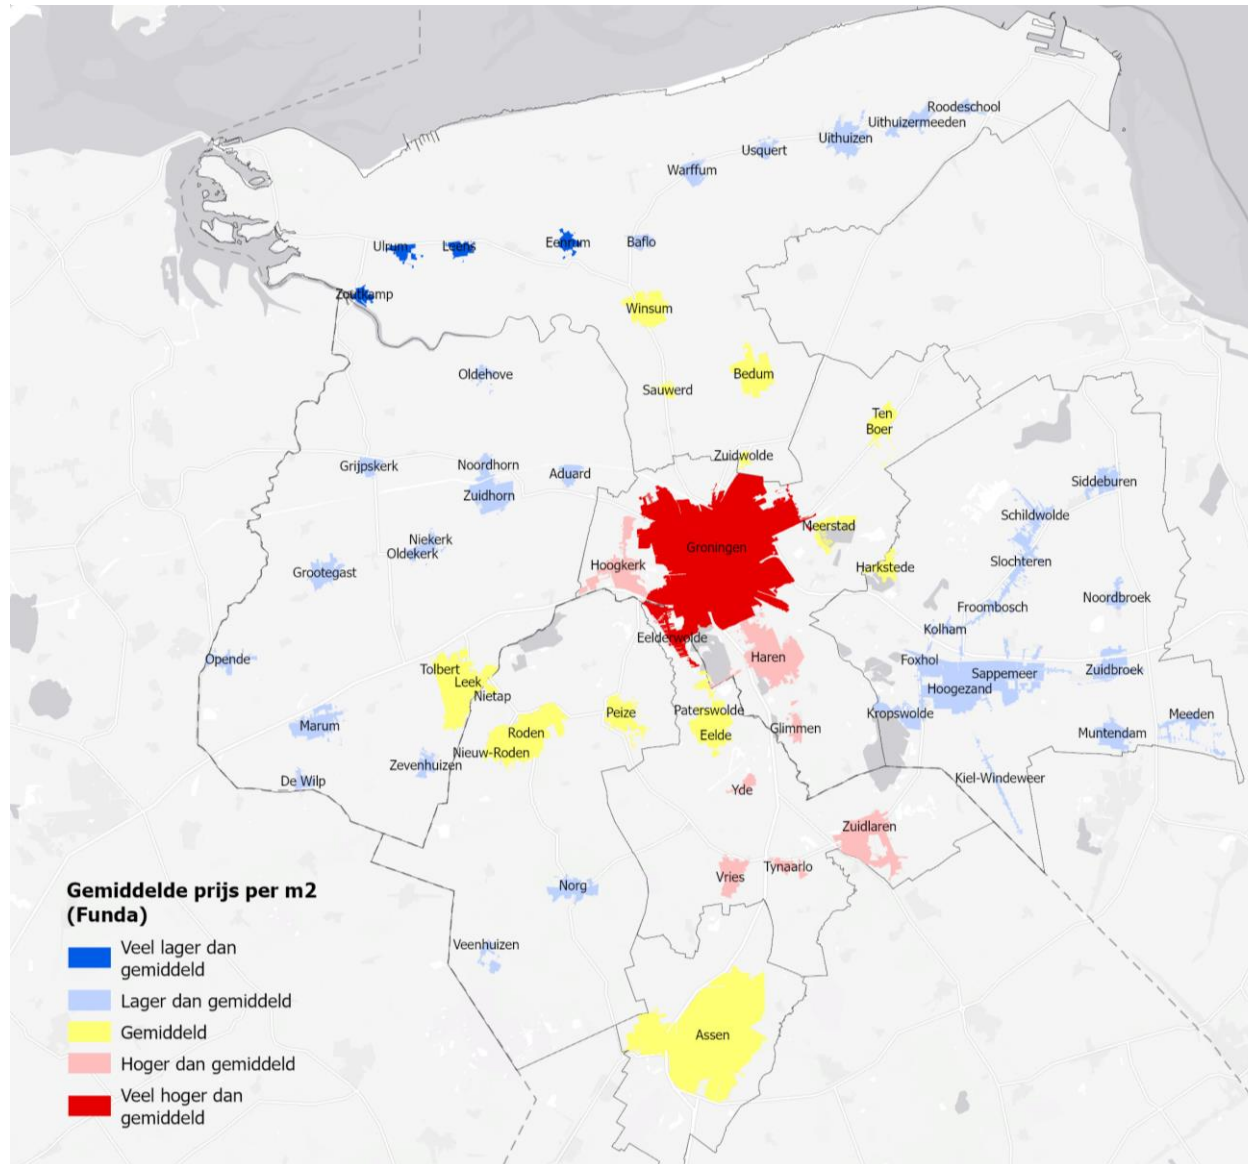 Roodeschool
Uithuizermeeden
Uithuizen
Usquert
Warffum
Ulrum
Leens
Eenrum
Baflo
Zoutkamp
Winsum
Oldehove
Bedum
Sauwerd
Ten
Boer
Zuidwolde
Grijpskerk
Noordhorn
Aduard
Zuidhorn
Siddeburen
Schildwolde
Meerstad
Niekerk
Oldekerk
Groningen
Grootegast
Hoogkerk
Harkstede
Slochteren
Noordbroek
Froombosch
Kolham
Eelderwolde
Opende
Tolbert
Leek
Nietap
Haren
Foxhol
Sappemeer
Hoogezand
Zuidbroek
Marum
Peize
Paterswolde
Kropswolde
Meeden
Roden
Eelde
Glimmen
Muntendam
Nieuw-Roden
Zevenhuizen
De Wilp
Yde
Kiel-Windeweer
Zuidlaren
Vries
Tynaarlo
Norg
Veenhuizen
Assen
Gemiddelde prijs per m2
(Funda)
Veel lager dan
gemiddeld
Lager dan gemiddeld
Gemiddeld
Hoger dan gemiddeld
Veel hoger dan
gemiddeld